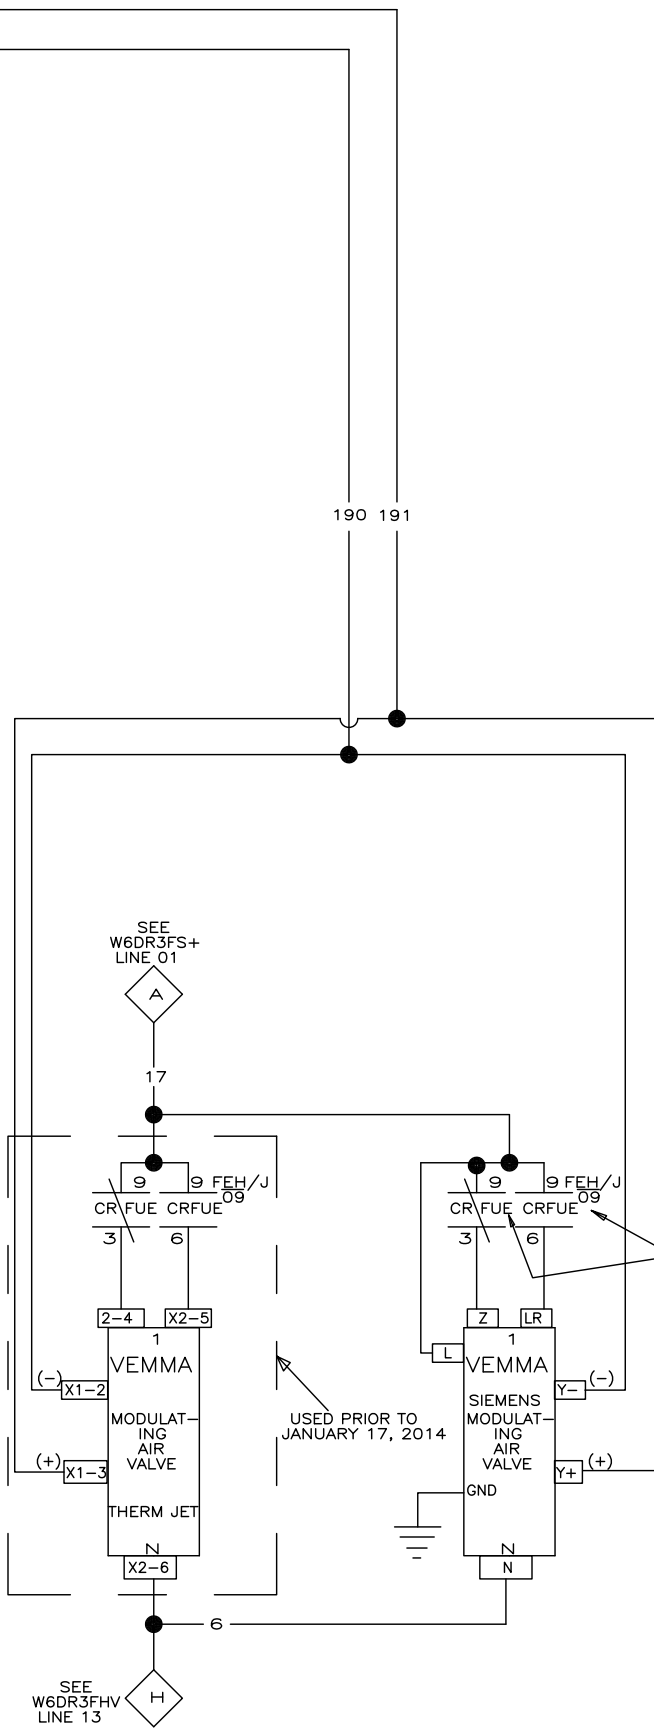 190 191
SEE
W6DR3FS+
LINE 01
A
17
9 9 FEH/J
09
CR FUE CRFUE
3 6
2-4 X2-5
1
VEMMA
(-)
X1-2
MODULAT-
ING
AIR
VALVE
(+)
X1-3
THERM JET
N
X2-6
USED PRIOR TO
JANUARY 17, 2014
9 9 FEH/J
09
CR FUE CRFUE
3 6
Z LR
1
L
VEMMA
(-)
Y-
SIEMENS
MODULAT-
ING
AIR
VALVE
(+)
Y+
GND
N
N
6
SEE
W6DR3FHV
LINE 13
H